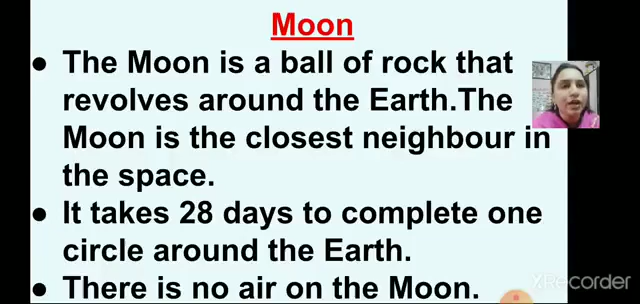 Moon
● The Moon is a ball of rock that
revolves around the Earth.The
Moon is the closest neighbour in
the space.
● It takes 28 days to complete one
circle around the Earth.
● There is no air on the Moon.
XRecorder